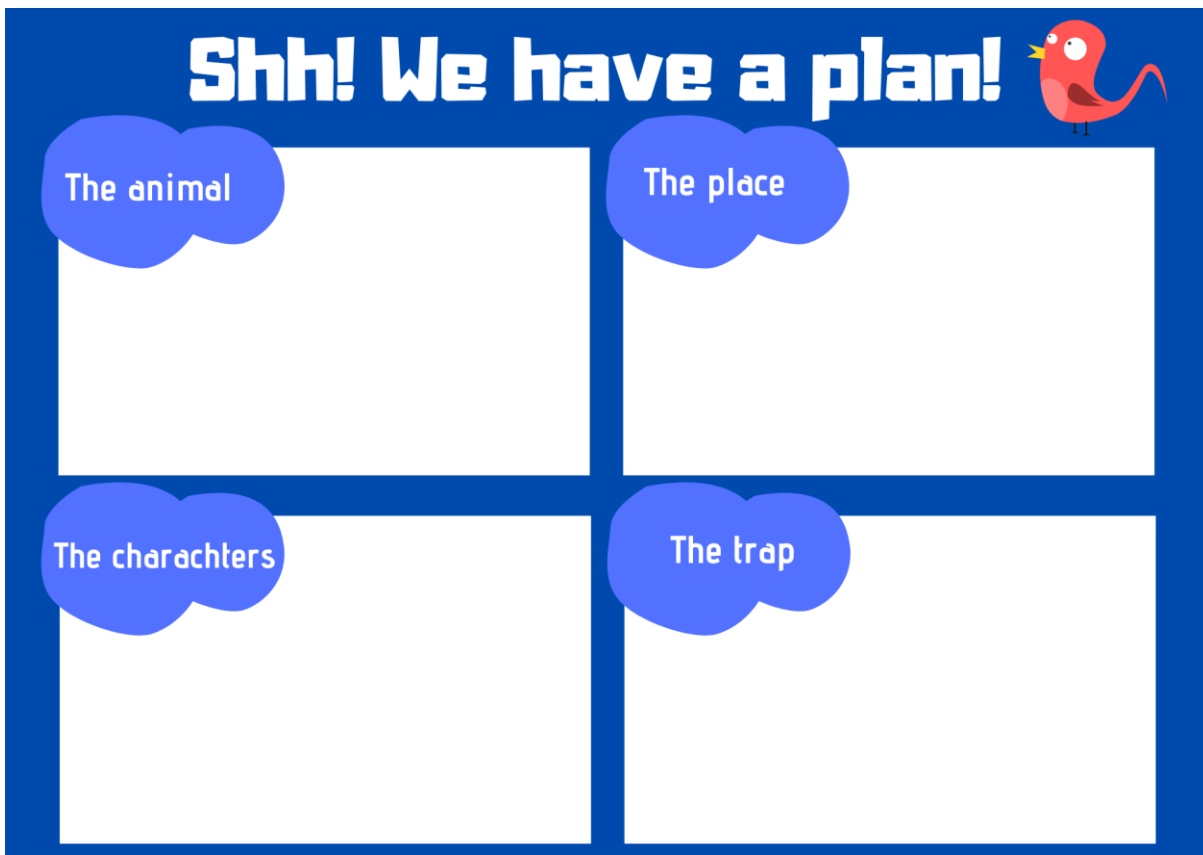 Shh! We have a plan!
The animal
The place
The charachters
The trap